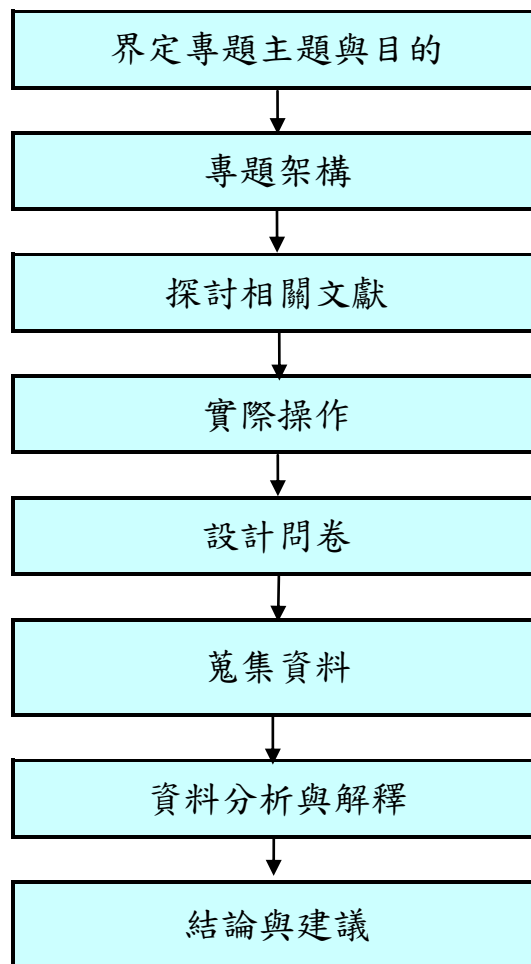 界定專題主題與目的
專題架構
探討相關文獻
實際操作
設計問卷
蒐集資料
資料分析與解釋
結論與建議